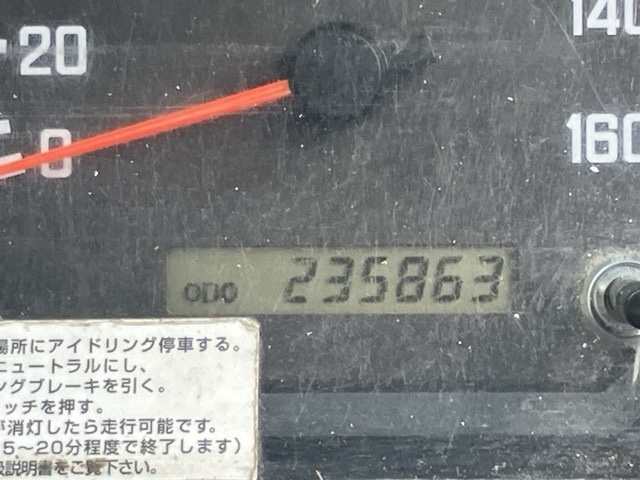 20
140
0
160
ODO 235863
場所にアイドリング停車する。
ニュートラルにし、
ングブレーキを引く。
ッチを押す。
が消灯したら走行可能です。
5〜20分程度で終了します)
扱説明書をご覧下さい。